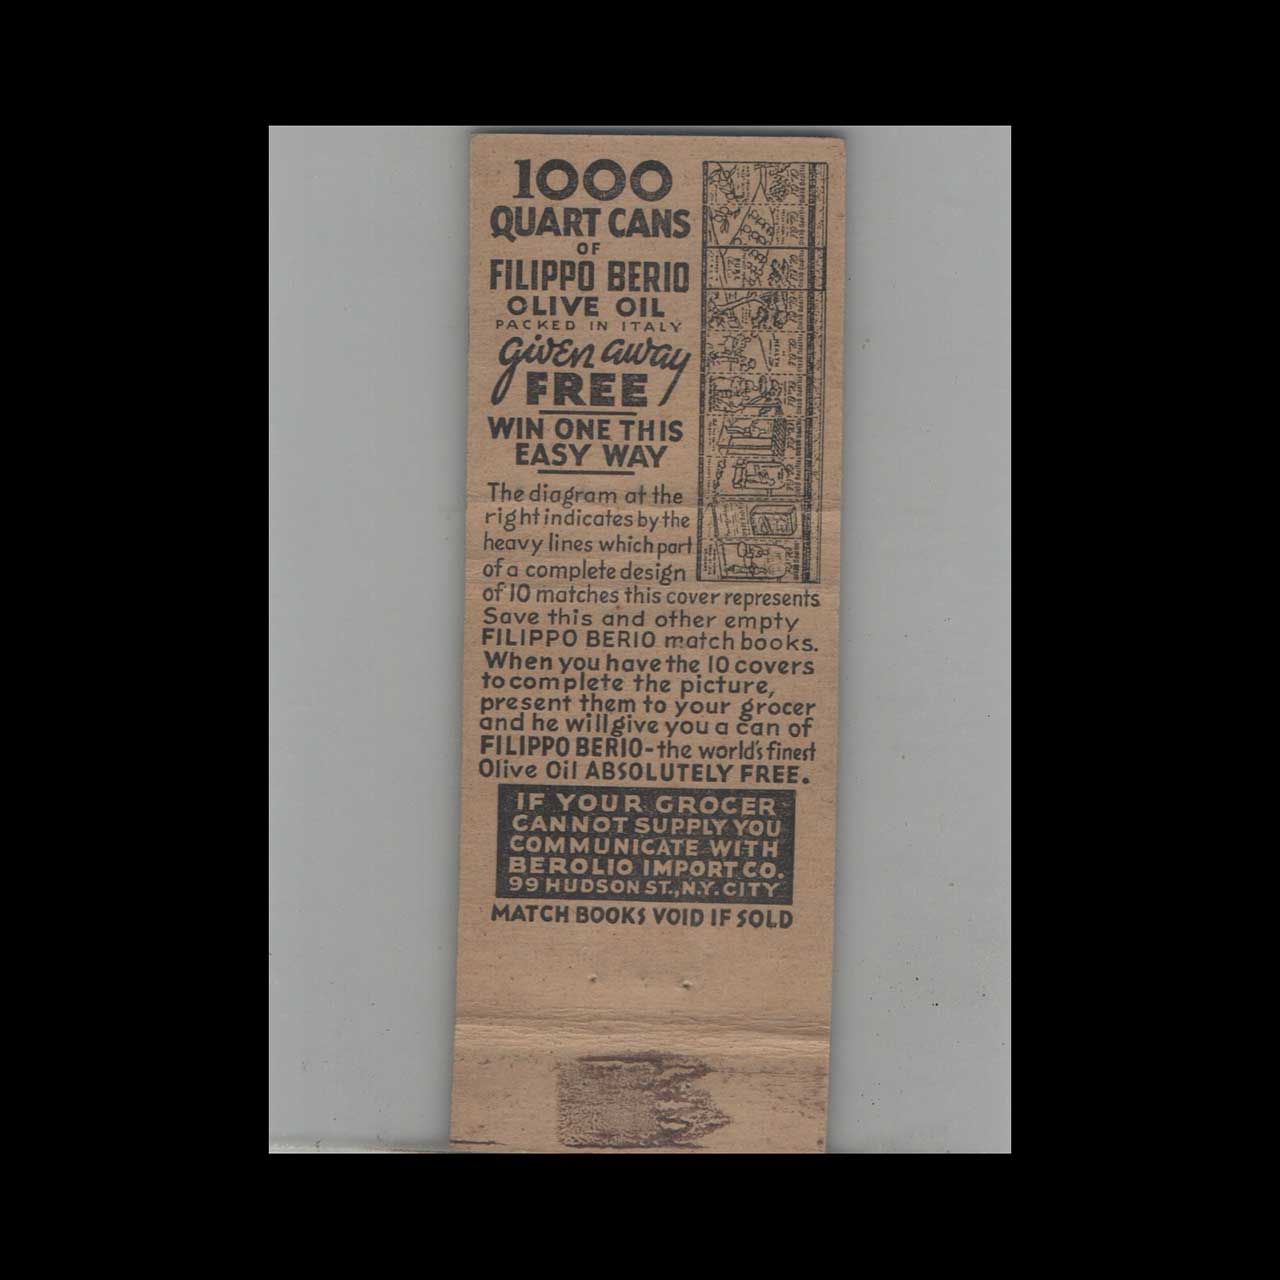 1000
QUART CANS
OF
FILIPPO BERIO
OLIVE OIL
PACKED IN ITALY
given away
FREE
WIN ONE THIS
EASY WAY
The diagram at the
right indicates by the
heavy lines which part
of a complete design
of 10 matches this cover represents
Save this and other empty
FILIPPO BERIO match books.
When you have the 10 covers
to complete the picture,
present them to your grocer
and he will give you a can of
FILIPPO BERIO-the world's finest
Olive Oil ABSOLUTELY FREE.
IF YOUR GROCER
CANNOT SUPPLY YOU
COMMUNICATE WITH
BEROLIO IMPORT CO.
99 HUDSON ST., N.Y. CITY
MATCH BOOKS VOID IF SOLD